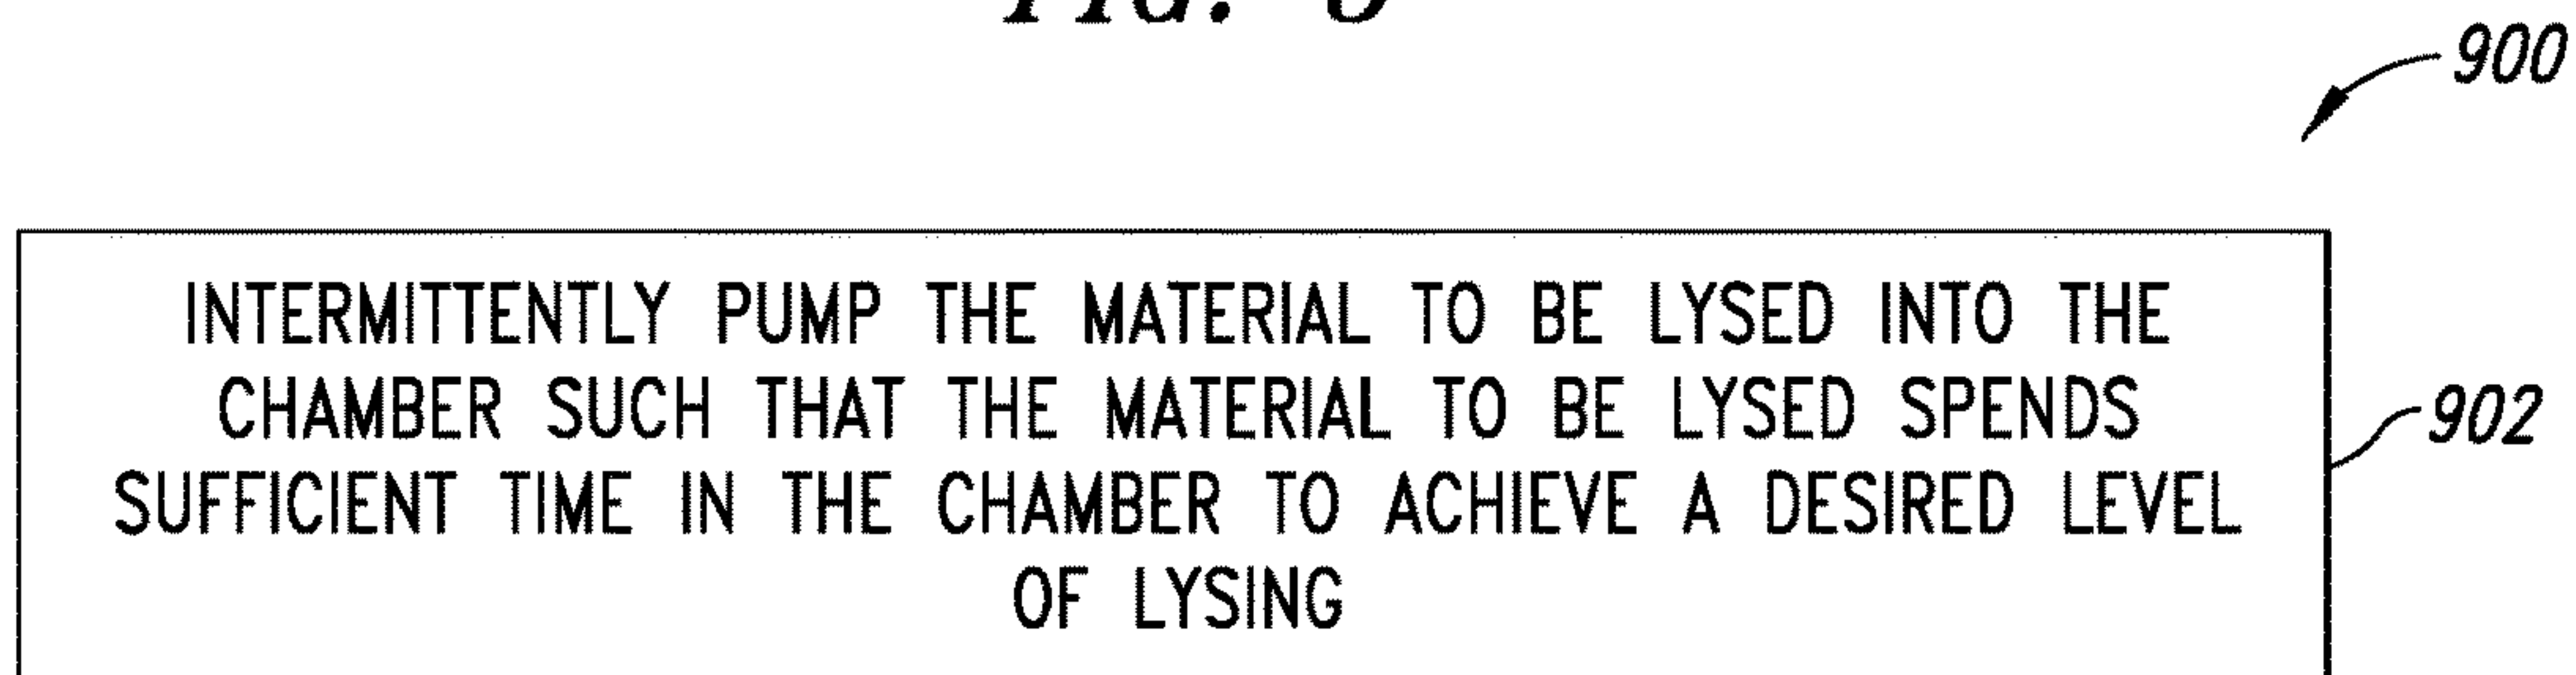 FIG.
900
INTERMITTENTLY PUMP THE MATERIAL TO BE LYSED INTO THE
CHAMBER SUCH THAT THE MATERIAL TO BE LYSED SPENDS
902
SUFFICIENT TIME IN THE CHAMBER TO ACHIEVE A DESIRED LEVEL
OF LYSING